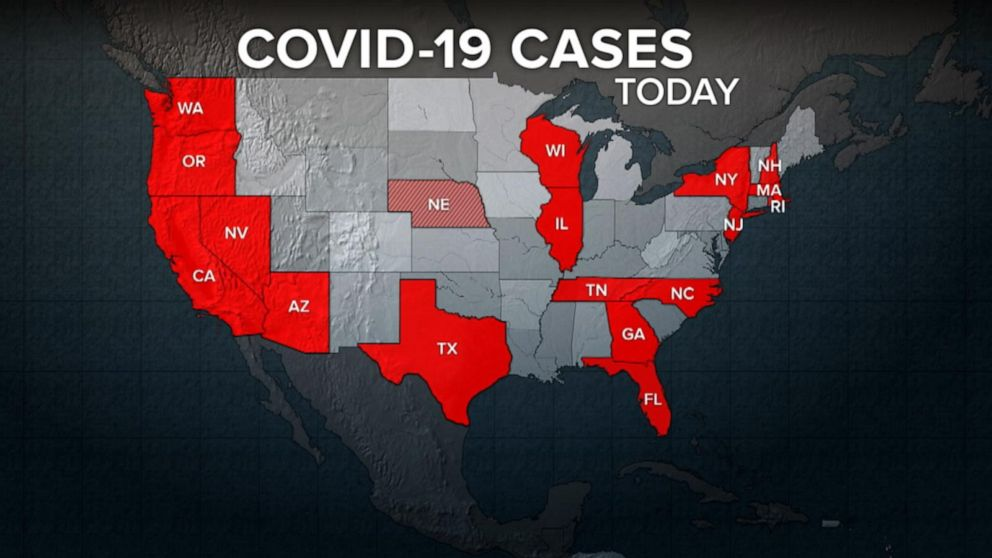 COVID-19 CASES
TODAY
WA
OR
WI
NH
NY
MA
NE
RI
IL
NJ
NV
CA
TN
NC
AZ
GA
TX
FL